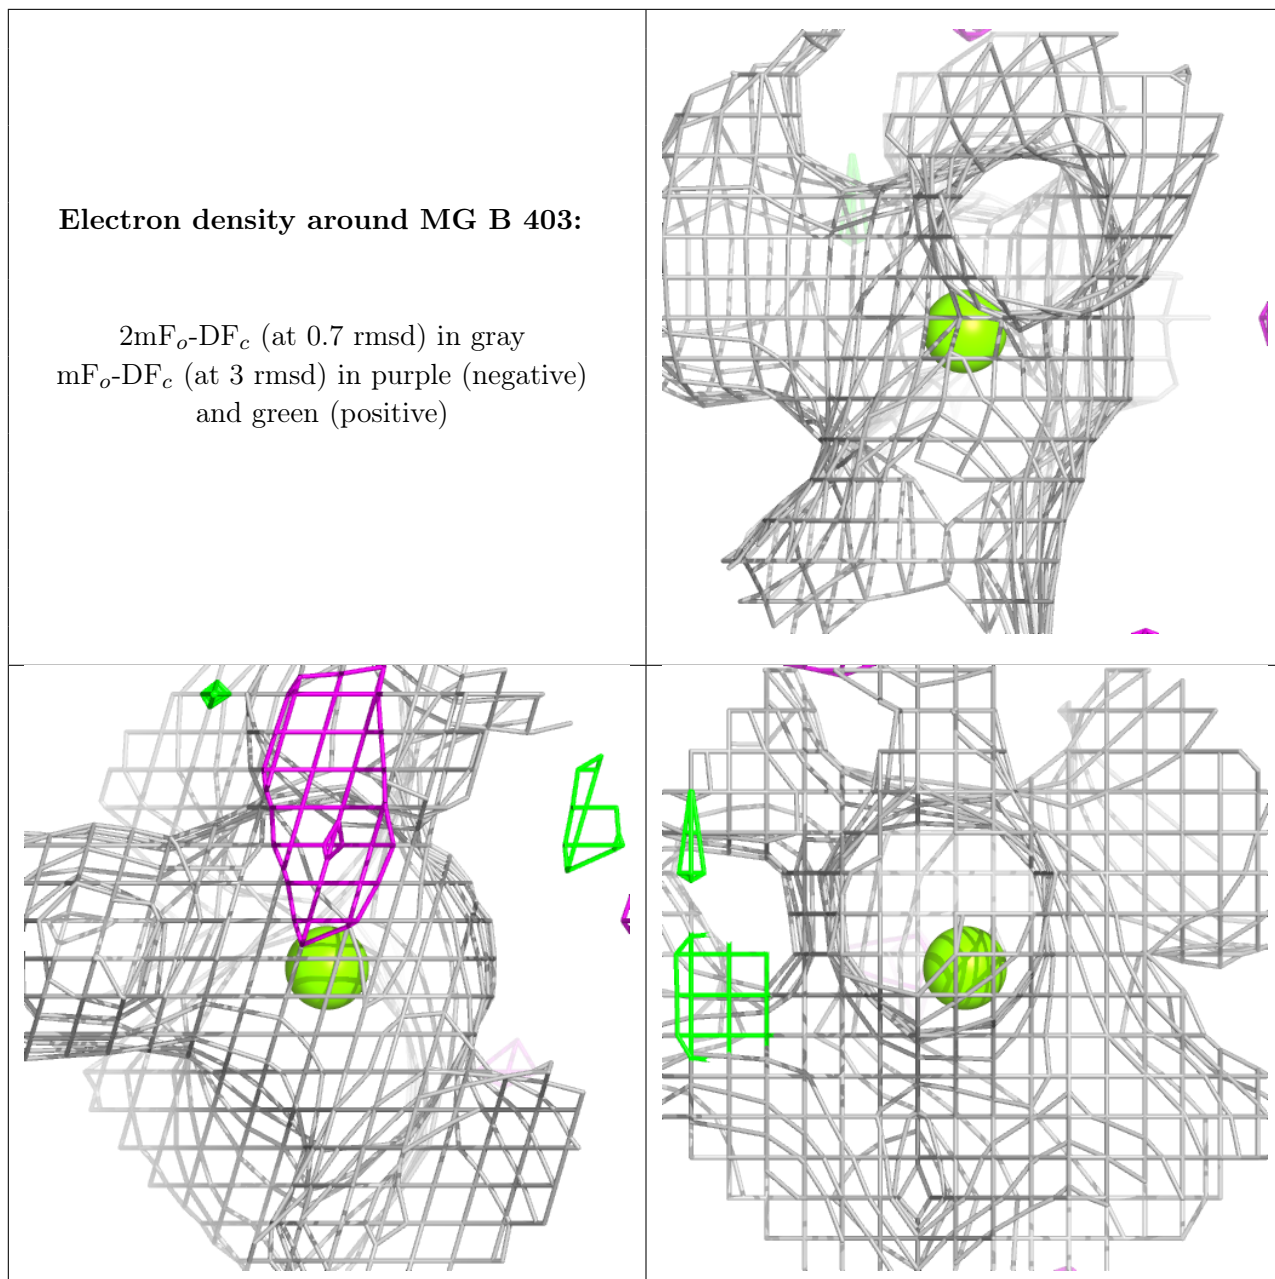 Electron density around MG B 403:
2mFo-DFc (at 0.7 rmsd) in gray
mFo-DFc (at 3 rmsd) in purple (negative)
and green (positive)